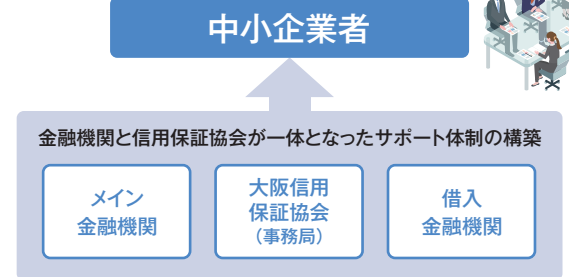 中小企業者
金融機関と信用保証協会が一体となったサポート体制の構築
メイン
金融機関
大阪信用
保証協会
（事務局）
借入
金融機関